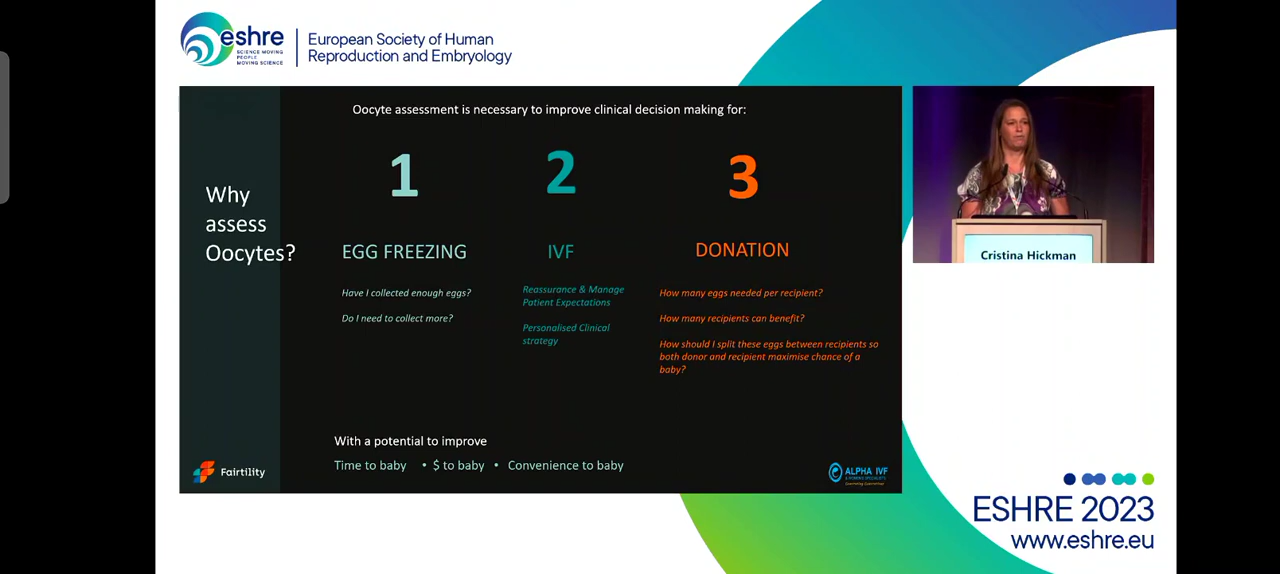 eshre
SCIENCE MOVING
PEOPLE
MOVING SCIENCE
European Society of Human
Reproduction and Embryology
Why
assess
Oocytes?
Oocyte assessment is necessary to improve clinical decision making for:
1
EGG FREEZING
Have I collected enough eggs?
Do I need to collect more?
2
IVF
Reassurance & Manage
Patient Expectations
Personalised Clinical
strategy
3
DONATION
How many eggs needed per recipient?
How many recipients can benefit?
How should I split these eggs between recipients so
both donor and recipient maximise chance of a
baby?
With a potential to improve
Time to baby • $ to baby • Convenience to baby
Fairtility
ALPHA IVF
Cristina Hickman
ESHRE 2023
www.eshre.eu